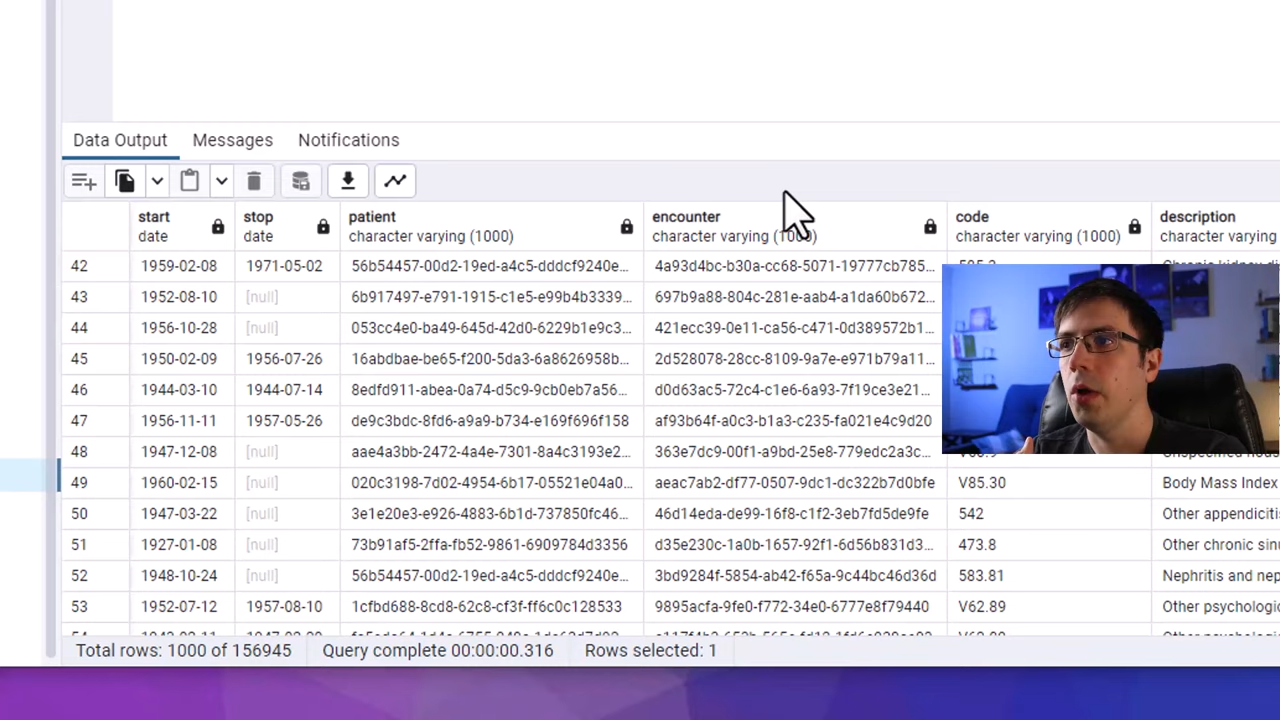 Data Output Messages Notifications
start stop patient encounter code description
date date character varying (1000) character varying (1000) character varying (1000) character varying
42 1959-02-08 1971-05-02 56b54457-00d2-19ed-a4c5-dddcf9240e... 4a93d4bc-b30a-cc68-5071-19777cb785...
43 1952-08-10 [null] 6b917497-e791-1915-c1e5-e99b4b3339... 697b9a88-804c-281e-aab4-a1da60b672...
44 1956-10-28 [null] 053cc4e0-ba49-645d-42d0-6229b1e9c3... 421ecc39-0e11-ca56-c471-0d389572b1...
45 1950-02-09 1956-07-26 16abdbae-be65-f200-5da3-6a8626958b... 2d528078-28cc-8109-9a7e-e971b79a11...
46 1944-03-10 1944-07-14 8edfd911-abea-0a74-d5c9-9cb0eb7a56... d0d63ac5-72c4-c1e6-6a93-7f19ce3e21...
47 1956-11-11 1957-05-26 de9c3bdc-8fd6-a9a9-b734-e169f696f158 af93b64f-a0c3-b1a3-c235-fa021e4c9d20
48 1947-12-08 [null] aae4a3bb-2472-4a4e-7301-8a4c3193e2... 363e7dc9-00f1-a9bd-25e8-779edc2a3c...
49 1960-02-15 [null] 020c3198-7d02-4954-6b17-05521e04a0... aeac7ab2-df77-0507-9dc1-dc322b7d0bfe V85.30 Body Mass Index
50 1947-03-22 [null] 3e1e20e3-e926-4883-6b1d-737850fc46... 46d14eda-de99-16f8-c1f2-3eb7fd5de9fe 542 Other appendiciti
51 1927-01-08 [null] 73b91af5-2ffa-fb52-9861-6909784d3356 d35e230c-1a0b-1657-92f1-6d56b831d3... 473.8 Other chronic sinu
52 1948-10-24 [null] 56b54457-00d2-19ed-a4c5-dddcf9240e... 3bd9284f-5854-ab42-f65a-9c44bc46d36d 583.81 Nephritis and nep
53 1952-07-12 1957-08-10 1cfbd688-8cd8-62c8-cf3f-ff6c0c128533 9895acfa-9fe0-f772-34e0-6777e8f79440 V62.89 Other psychologic
Total rows: 1000 of 156945 Query complete 00:00:00.316 Rows selected: 1